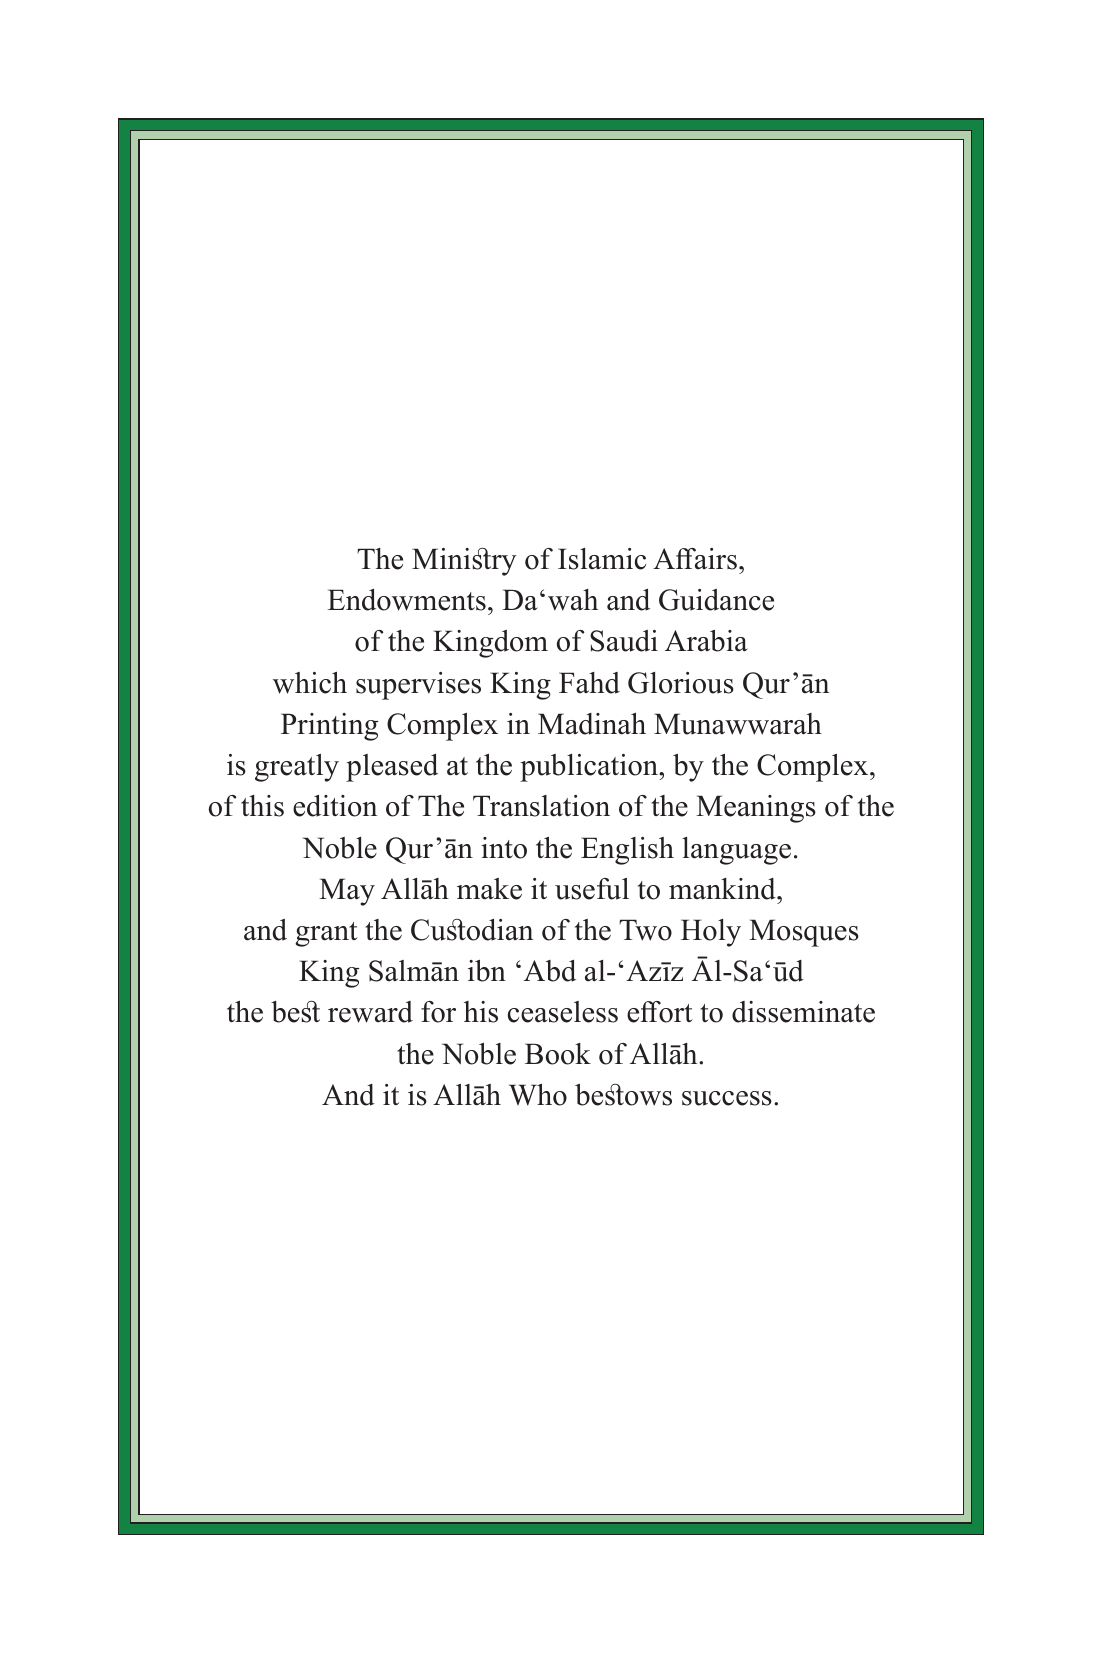 The Ministry of Islamic Affairs,
Endowments, Da‘wah and Guidance
of the Kingdom of Saudi Arabia
which supervises King Fahd Glorious Qur’ān
Printing Complex in Madinah Munawwarah
is greatly pleased at the publication, by the Complex,
of this edition of The Translation of the Meanings of the
Noble Qur’ān into the English language.
May Allāh make it useful to mankind,
and grant the Custodian of the Two Holy Mosques
King Salmān ibn ‘Abd al-‘Azīz Āl-Sa‘ūd
the best reward for his ceaseless effort to disseminate
the Noble Book of Allāh.
And it is Allāh Who bestows success.